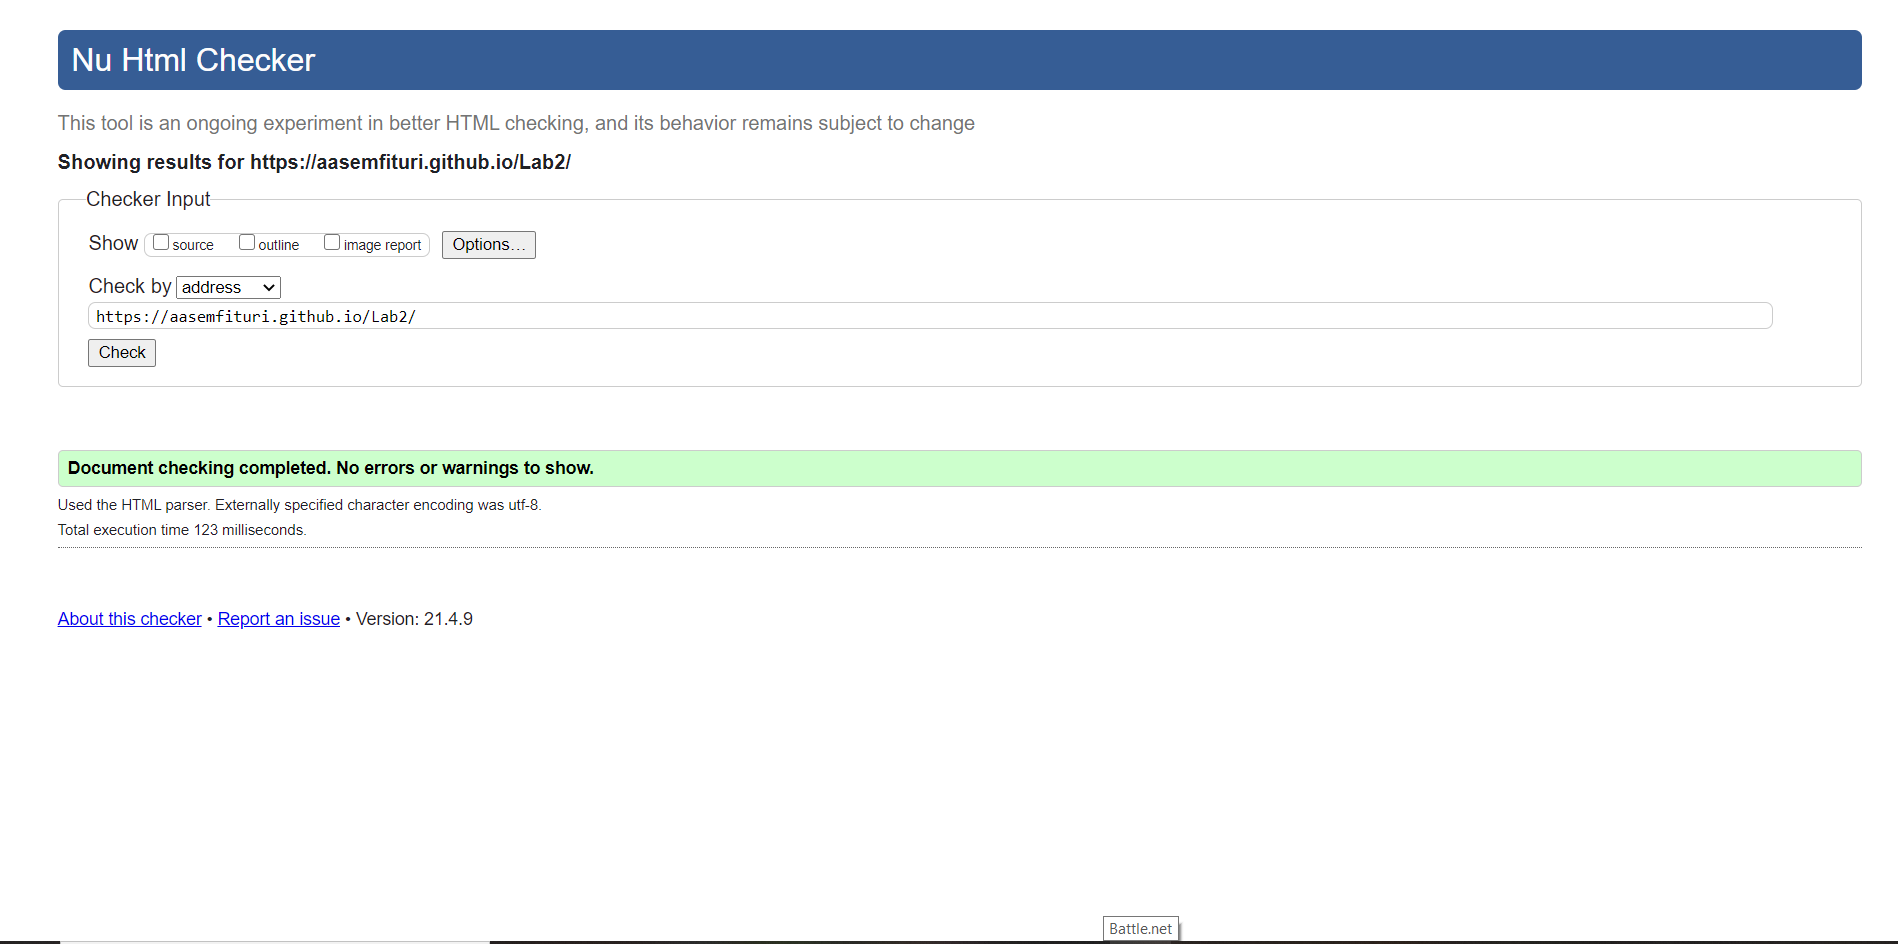 Nu Html Checker
This tool is an ongoing experiment in better HTML checking, and its behavior remains subject to change
Showing results for https://aasemfituri.github.io/Lab2/
Checker Input
Show source outline image report Options…
Check by address
https://aasemfituri.github.io/Lab2/
Check
Document checking completed. No errors or warnings to show.
Used the HTML parser. Externally specified character encoding was utf-8.
Total execution time 123 milliseconds.
About this checker • Report an issue • Version: 21.4.9
Battle.net